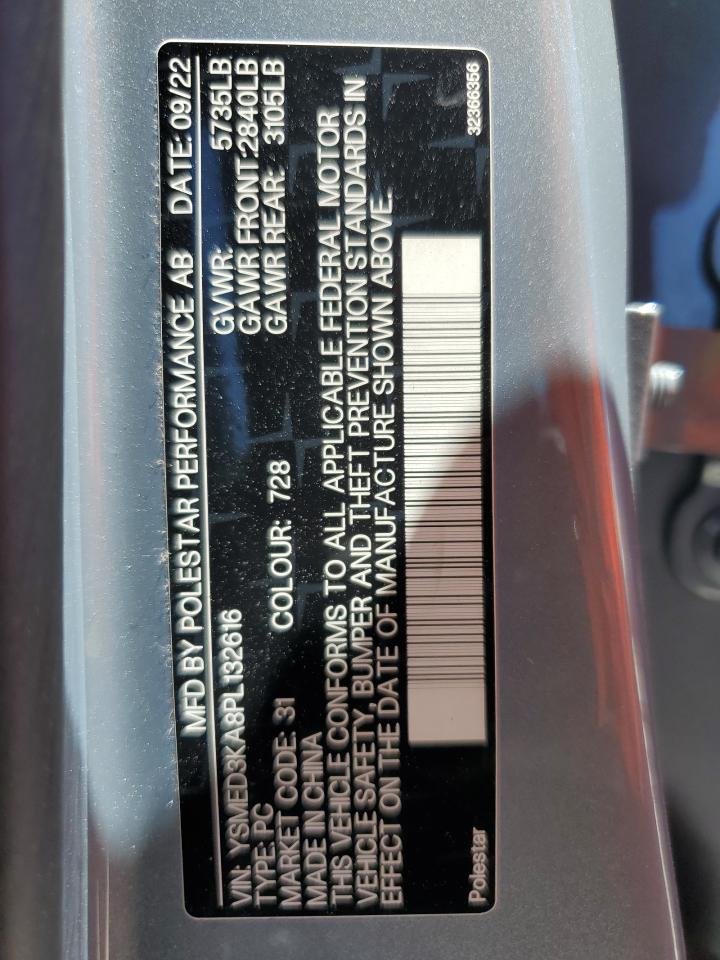 MFD BY POLESTAR PERFORMANCE AB DATE: 09/22
VIN: YSMED3KA8PL132616 GVWR: 5735LB
TYPE: PC GAWR FRONT: 2840LB
MARKET CODE: 31 COLOUR: 728 GAWR REAR: 3105LB
MADE IN CHINA
THIS VEHICLE CONFORMS TO ALL APPLICABLE FEDERAL MOTOR
VEHICLE SAFETY, BUMPER AND THEFT PREVENTION STANDARDS IN
EFFECT ON THE DATE OF MANUFACTURE SHOWN ABOVE.
Polestar 32366356